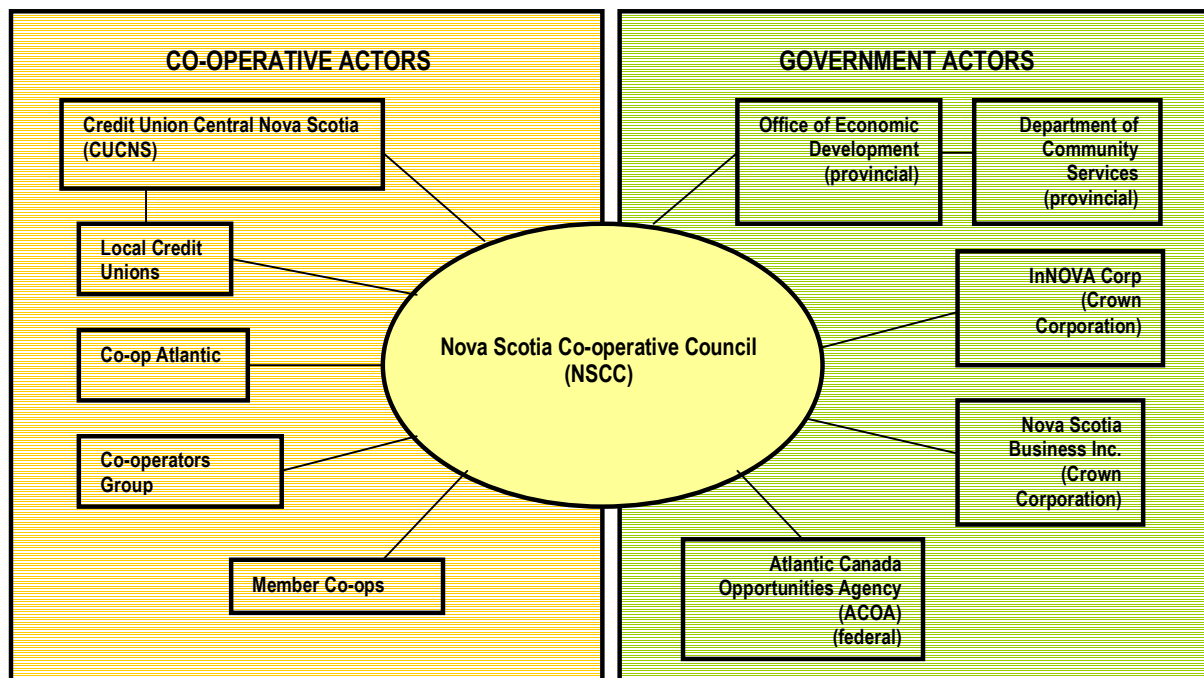 CO-OPERATIVE ACTORS
Credit Union Central Nova Scotia
(CUCNS)
Local Credit
Unions
Co-op Atlantic
Co-operators
Group
Member Co-ops
Nova Scotia Co-operative Council
(NSCC)
GOVERNMENT ACTORS
Office of Economic
Development
(provincial)
Department of
Community
Services
(provincial)
InNOVA Corp
(Crown
Corporation)
Nova Scotia
Business Inc.
(Crown
Corporation)
Atlantic Canada
Opportunities Agency
(ACOA)
(federal)